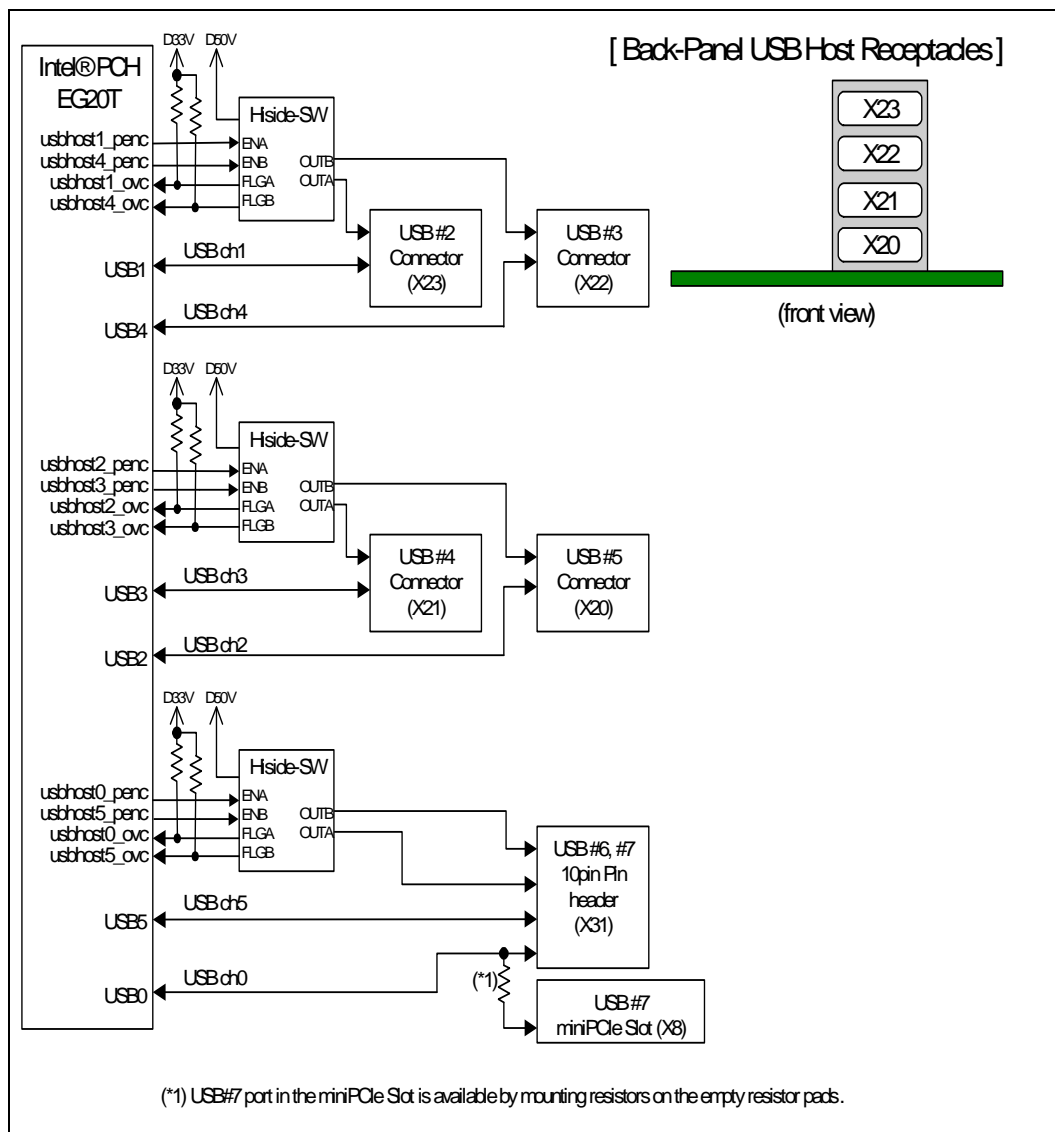 Intel® PCH
EG20T
D33V D50V
Hiside-SW
usbhost1_penc
usbhost4_penc
usbhost1_ovc
usbhost4_ovc
ENA
ENB
FLGA
FLGB
OUTB
OUTA
USB #2
Connector
(X23)
USB #3
Connector
(X22)
USB1
USB ch1
USB4
USB ch4
[ Back-Panel USB Host Receptacles ]
X23
X22
X21
X20
(front view)
D33V D50V
Hiside-SW
usbhost2_penc
usbhost3_penc
usbhost2_ovc
usbhost3_ovc
ENA
ENB
FLGA
FLGB
OUTB
OUTA
USB #4
Connector
(X21)
USB #5
Connector
(X20)
USB3
USB ch3
USB2
USB ch2
D33V D50V
Hiside-SW
usbhost0_penc
usbhost5_penc
usbhost0_ovc
usbhost5_ovc
ENA
ENB
FLGA
FLGB
OUTB
OUTA
USB #6, #7
10pin Pin
header
(X31)
USB5
USB ch5
USB0
USB ch0
(*1)
USB #7
miniPCIe Slot (X8)
(*1) USB#7 port in the miniPCIe Slot is available by mounting resistors on the empty resistor pads.